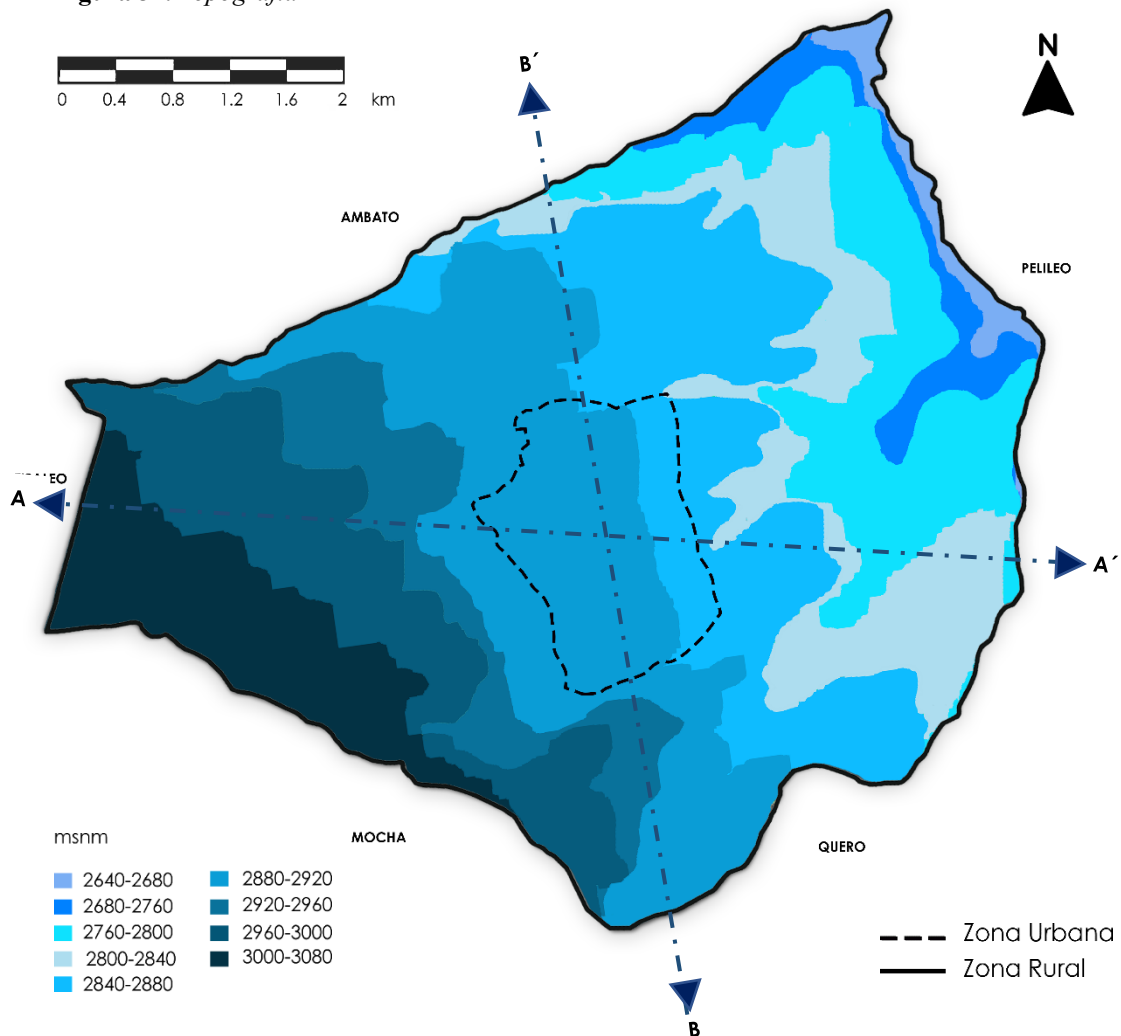 N
B´
0 0.4 0.8 1.2 1.6 2 km
AMBATO
PELILEO
A
A´
msnm
MOCHA
QUERO
2640-2680
2680-2760
2760-2800
2800-2840
2840-2880
2880-2920
2920-2960
2960-3000
3000-3080
Zona Urbana
Zona Rural
B